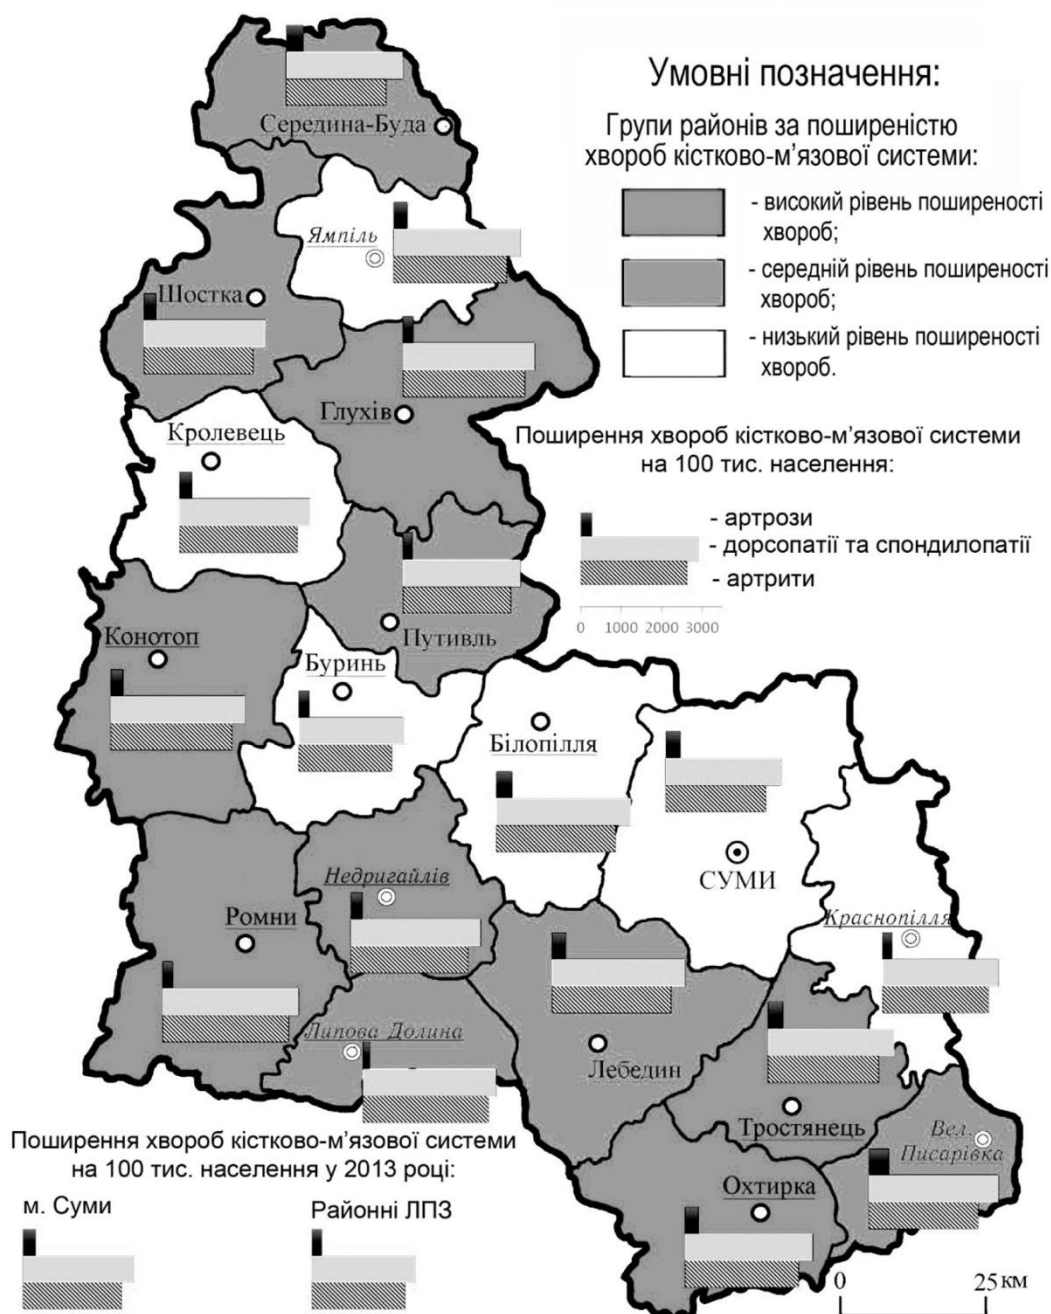 Умовні позначення:
Групи районів за поширеністю
хвороб кістково-м’язової системи:
- високий рівень поширеності
хвороб;
- середній рівень поширеності
хвороб;
- низький рівень поширеності
хвороб.
Поширення хвороб кістково-м’язової системи
на 100 тис. населення:
- артрози
- дорсопатії та спондилопатії
- артрити
0 1000 2000 3000
Середина-Буда
Ямпіль
Шостка
Глухів
Кролевець
Путивль
Конотоп
Буринь
Білопілля
СУМИ
Недригайлів
Краснопілля
Ромни
Липова Долина
Лебедин
Тростянець
Вел.
Писарівка
Охтирка
Поширення хвороб кістково-м’язової системи
на 100 тис. населення у 2013 році:
м. Суми
Районні ЛПЗ
0 25 км